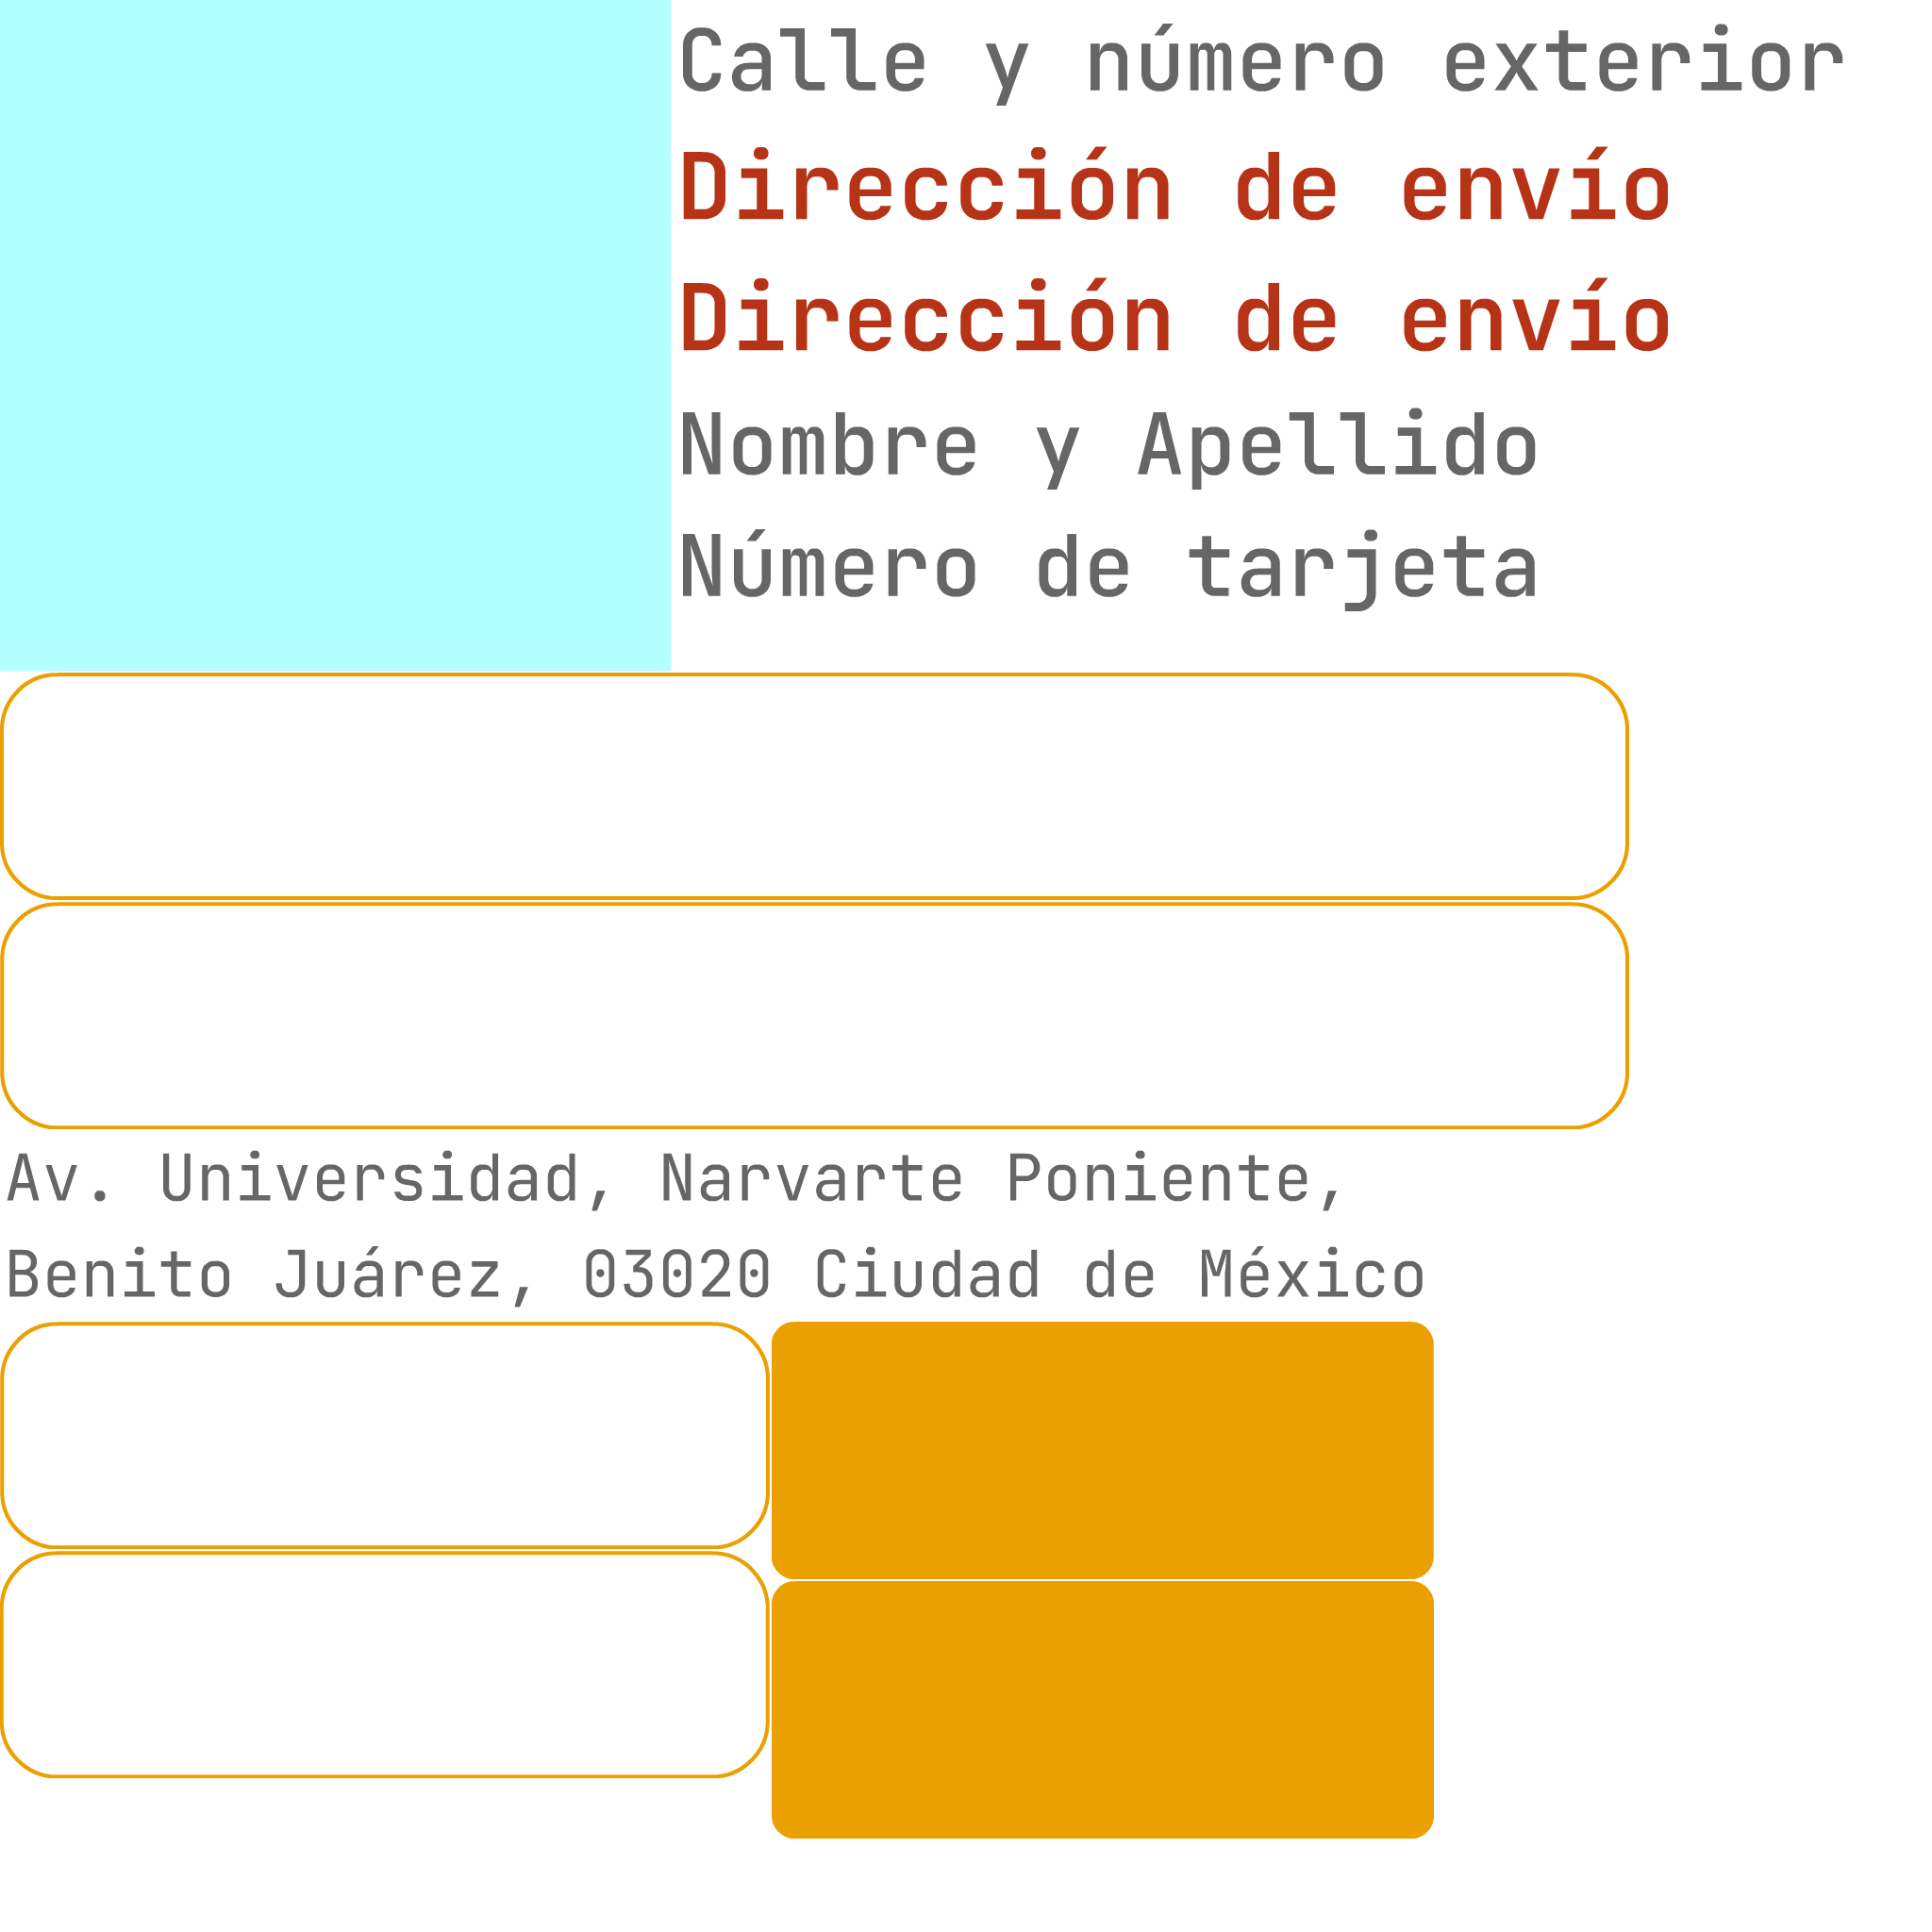 Calle y número exterior
Dirección de envío
Dirección de envío
Nombre y Apellido
Número de tarjeta
Av. Universidad, Narvarte Poniente,
Benito Juárez, 03020 Ciudad de México